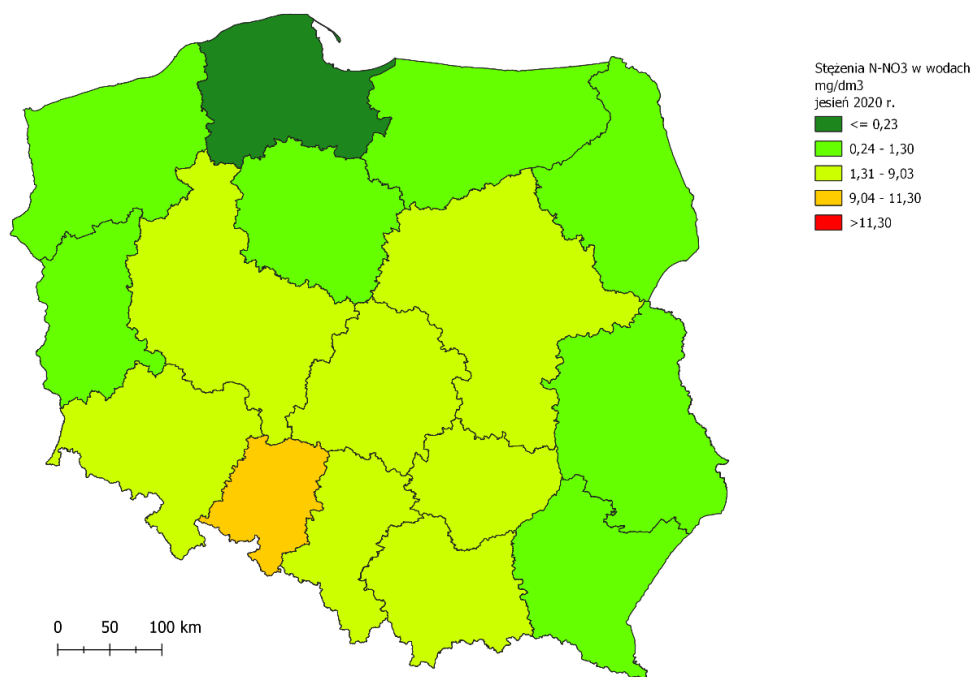 Stężenia N-NO3 w wodach
mg/dm3
jesień 2020 r.
<= 0,23
0,24 - 1,30
1,31 - 9,03
9,04 - 11,30
>11,30
0 50 100 km